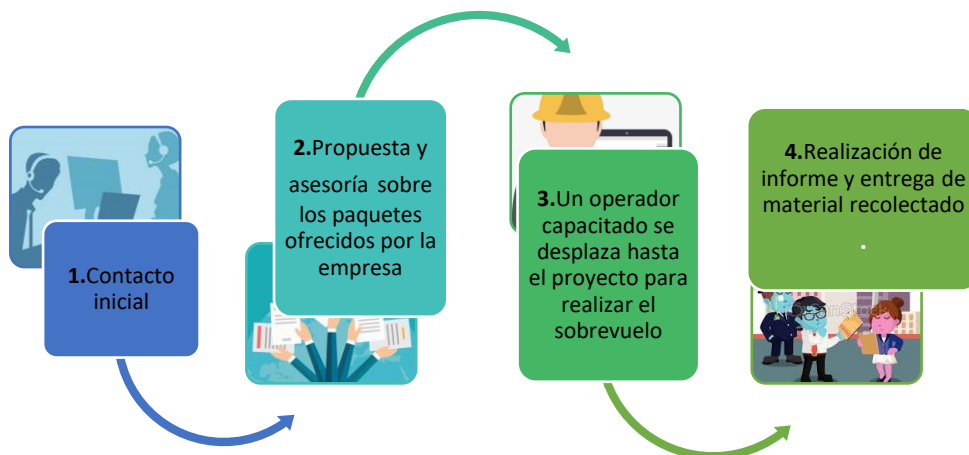 1.Contacto
inicial
2.Propuesta y
asesoría sobre
los paquetes
ofrecidos por la
empresa
3.Un operador
capacitado se
desplaza hasta
el proyecto para
realizar el
sobrevuelo
4.Realización de
informe y entrega de
material recolectado
.